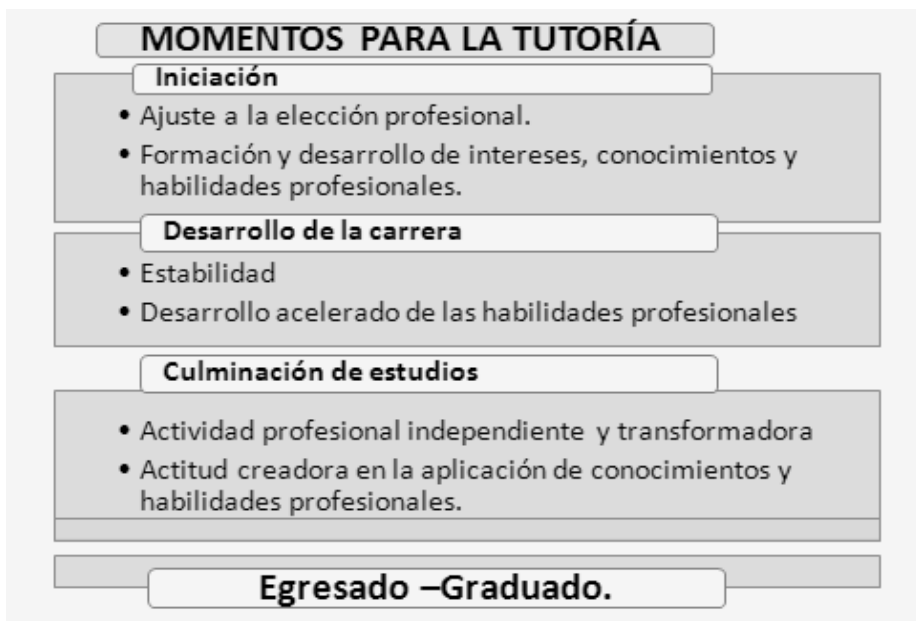 MOMENTOS PARA LA TUTORÍA
Iniciación
• Ajuste a la elección profesional.
• Formación y desarrollo de intereses, conocimientos y
habilidades profesionales.
Desarrollo de la carrera
• Estabilidad
• Desarrollo acelerado de las habilidades profesionales
Culminación de estudios
• Actividad profesional independiente y transformadora
• Actitud creadora en la aplicación de conocimientos y
habilidades profesionales.
Egresado –Graduado.